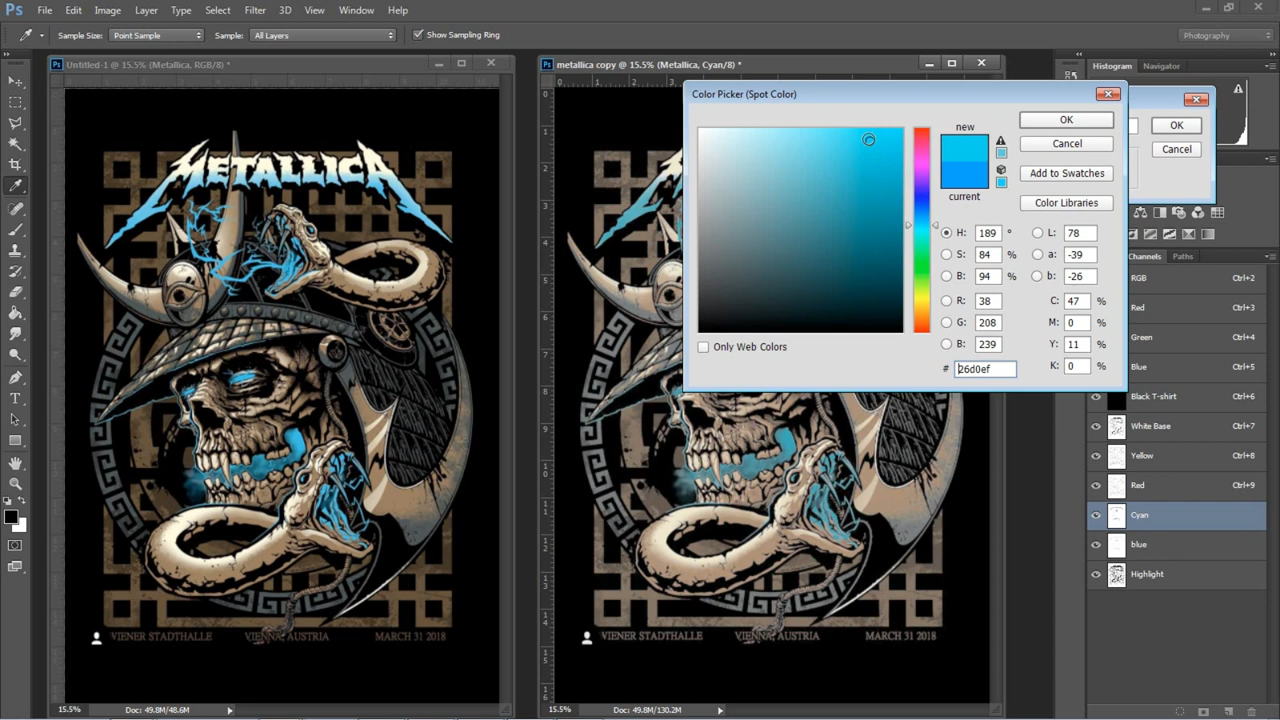 Ps File Edit Image Layer Type Select Filter 3D View Window Help
Sample Size: Point Sample Sample: All Layers Show Sampling Ring Photography
Untitled-1 @ 15.5% (Metallica, RGB/8) *
METALLICA
VIENER STADTHALLE VIENNA, AUSTRIA MARCH 31 2018
15.5% Doc: 49.8M/48.6M
metallica copy @ 15.5% (Metallica, Cyan/8) *
VIENER STADTHALLE VIENNA, AUSTRIA MARCH 31 2018
15.5% Doc: 49.8M/130.2M
Color Picker (Spot Color)
new
current
OK
Cancel
Add to Swatches
Color Libraries
H: 189 °
S: 84 %
B: 94 %
R: 38
G: 208
B: 239
# 26d0ef
L: 78
a: -39
b: -26
C: 47 %
M: 0 %
Y: 11 %
K: 0 %
Only Web Colors
OK
Cancel
Histogram Navigator
Channels Paths
RGB Ctrl+2
Red Ctrl+3
Green Ctrl+4
Blue Ctrl+5
Black T-shirt Ctrl+6
White Base Ctrl+7
Yellow Ctrl+8
Red Ctrl+9
Cyan
blue
Highlight